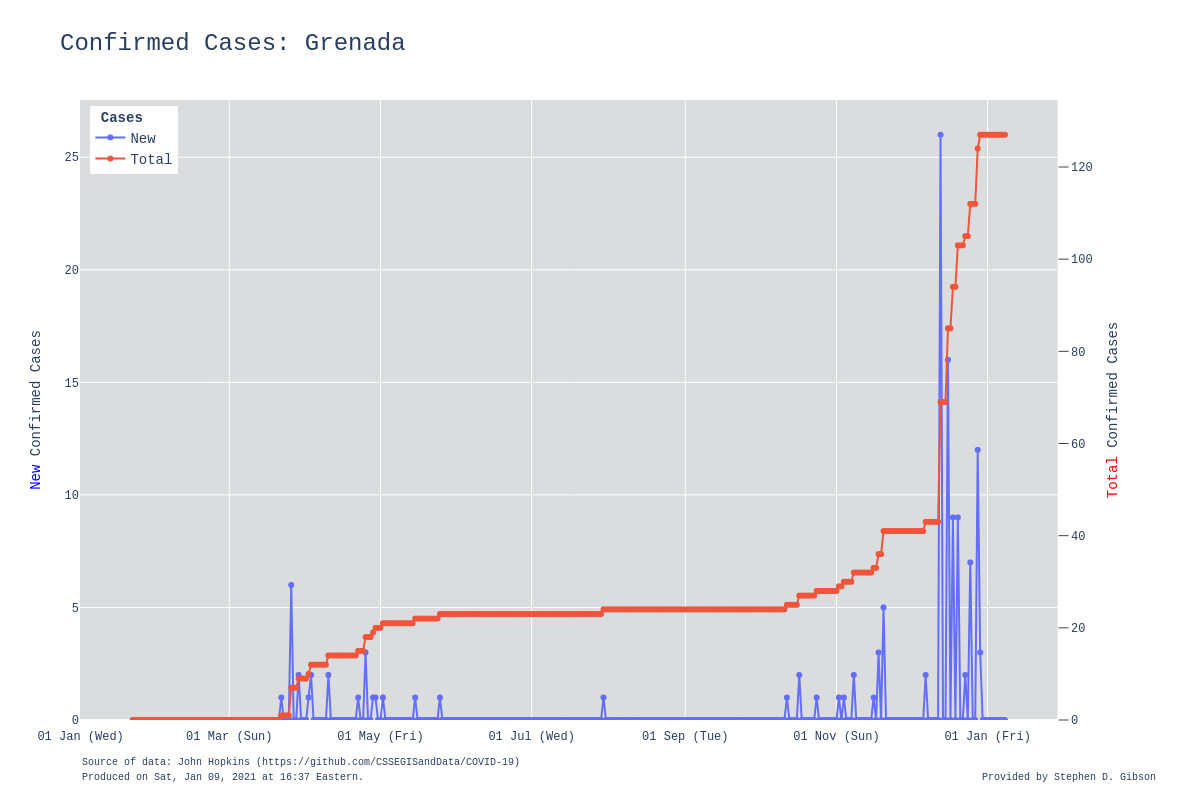 Confirmed Cases: Grenada
Cases
New
Total
25
20
15
10
5
0
120
100
80
60
40
20
0
New Confirmed Cases
Total Confirmed Cases
01 Jan (Wed)
01 Mar (Sun)
01 May (Fri)
01 Jul (Wed)
01 Sep (Tue)
01 Nov (Sun)
01 Jan (Fri)
Source of data: John Hopkins (https://github.com/CSSEGISandData/COVID-19)
Produced on Sat, Jan 09, 2021 at 16:37 Eastern.
Provided by Stephen D. Gibson